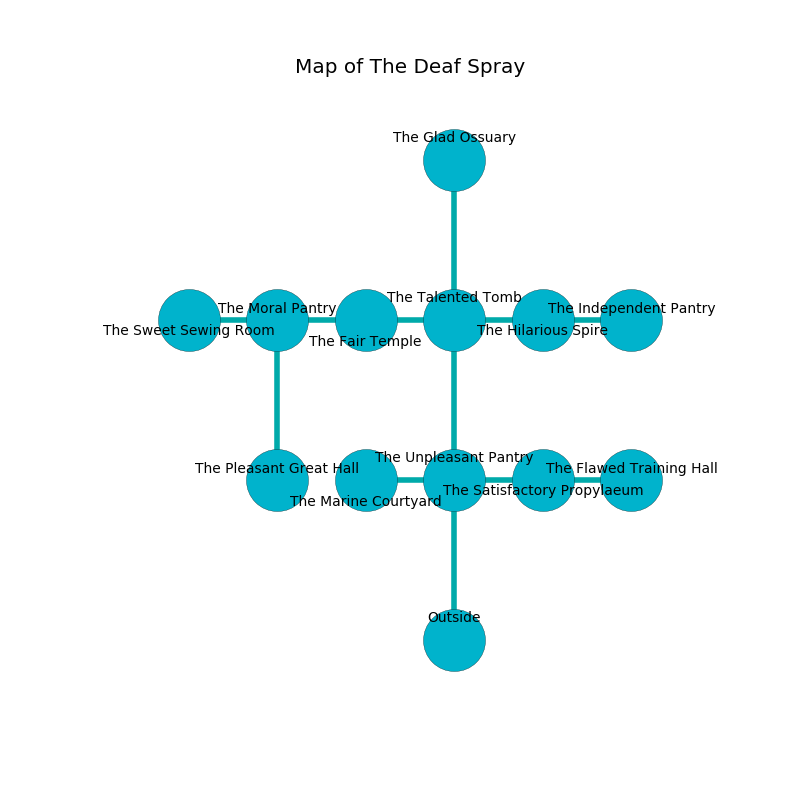 Map of The Deaf Spray
The Glad Ossuary
The Talented Tomb
The Moral Pantry
The Independent Pantry
The Sweet Sewing Room
The Hilarious Spire
The Fair Temple
The Unpleasant Pantry
The Pleasant Great Hall
The Flawed Training Hall
The Satisfactory Propylaeum
The Marine Courtyard
Outside